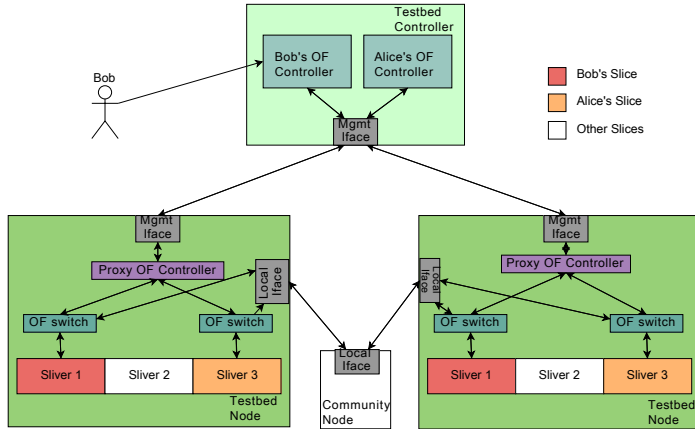 Testbed
Controller
Bob's OF
Controller
Alice's OF
Controller
Mgmt
Iface
Bob
Bob's Slice
Alice's Slice
Other Slices
Mgmt
Iface
Proxy OF Controller
Local
Iface
OF switch
OF switch
Sliver 1
Sliver 2
Sliver 3
Testbed
Node
Local
Iface
Community
Node
Mgmt
Iface
Proxy OF Controller
Local
Iface
OF switch
OF switch
Sliver 1
Sliver 2
Sliver 3
Testbed
Node